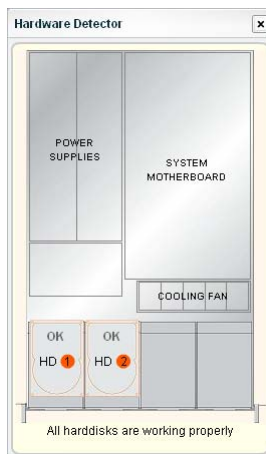 Hardware Detector
POWER
SUPPLIES
SYSTEM
MOTHERBOARD
COOLING FAN
OK
HD 1
OK
HD 2
All harddisks are working properly